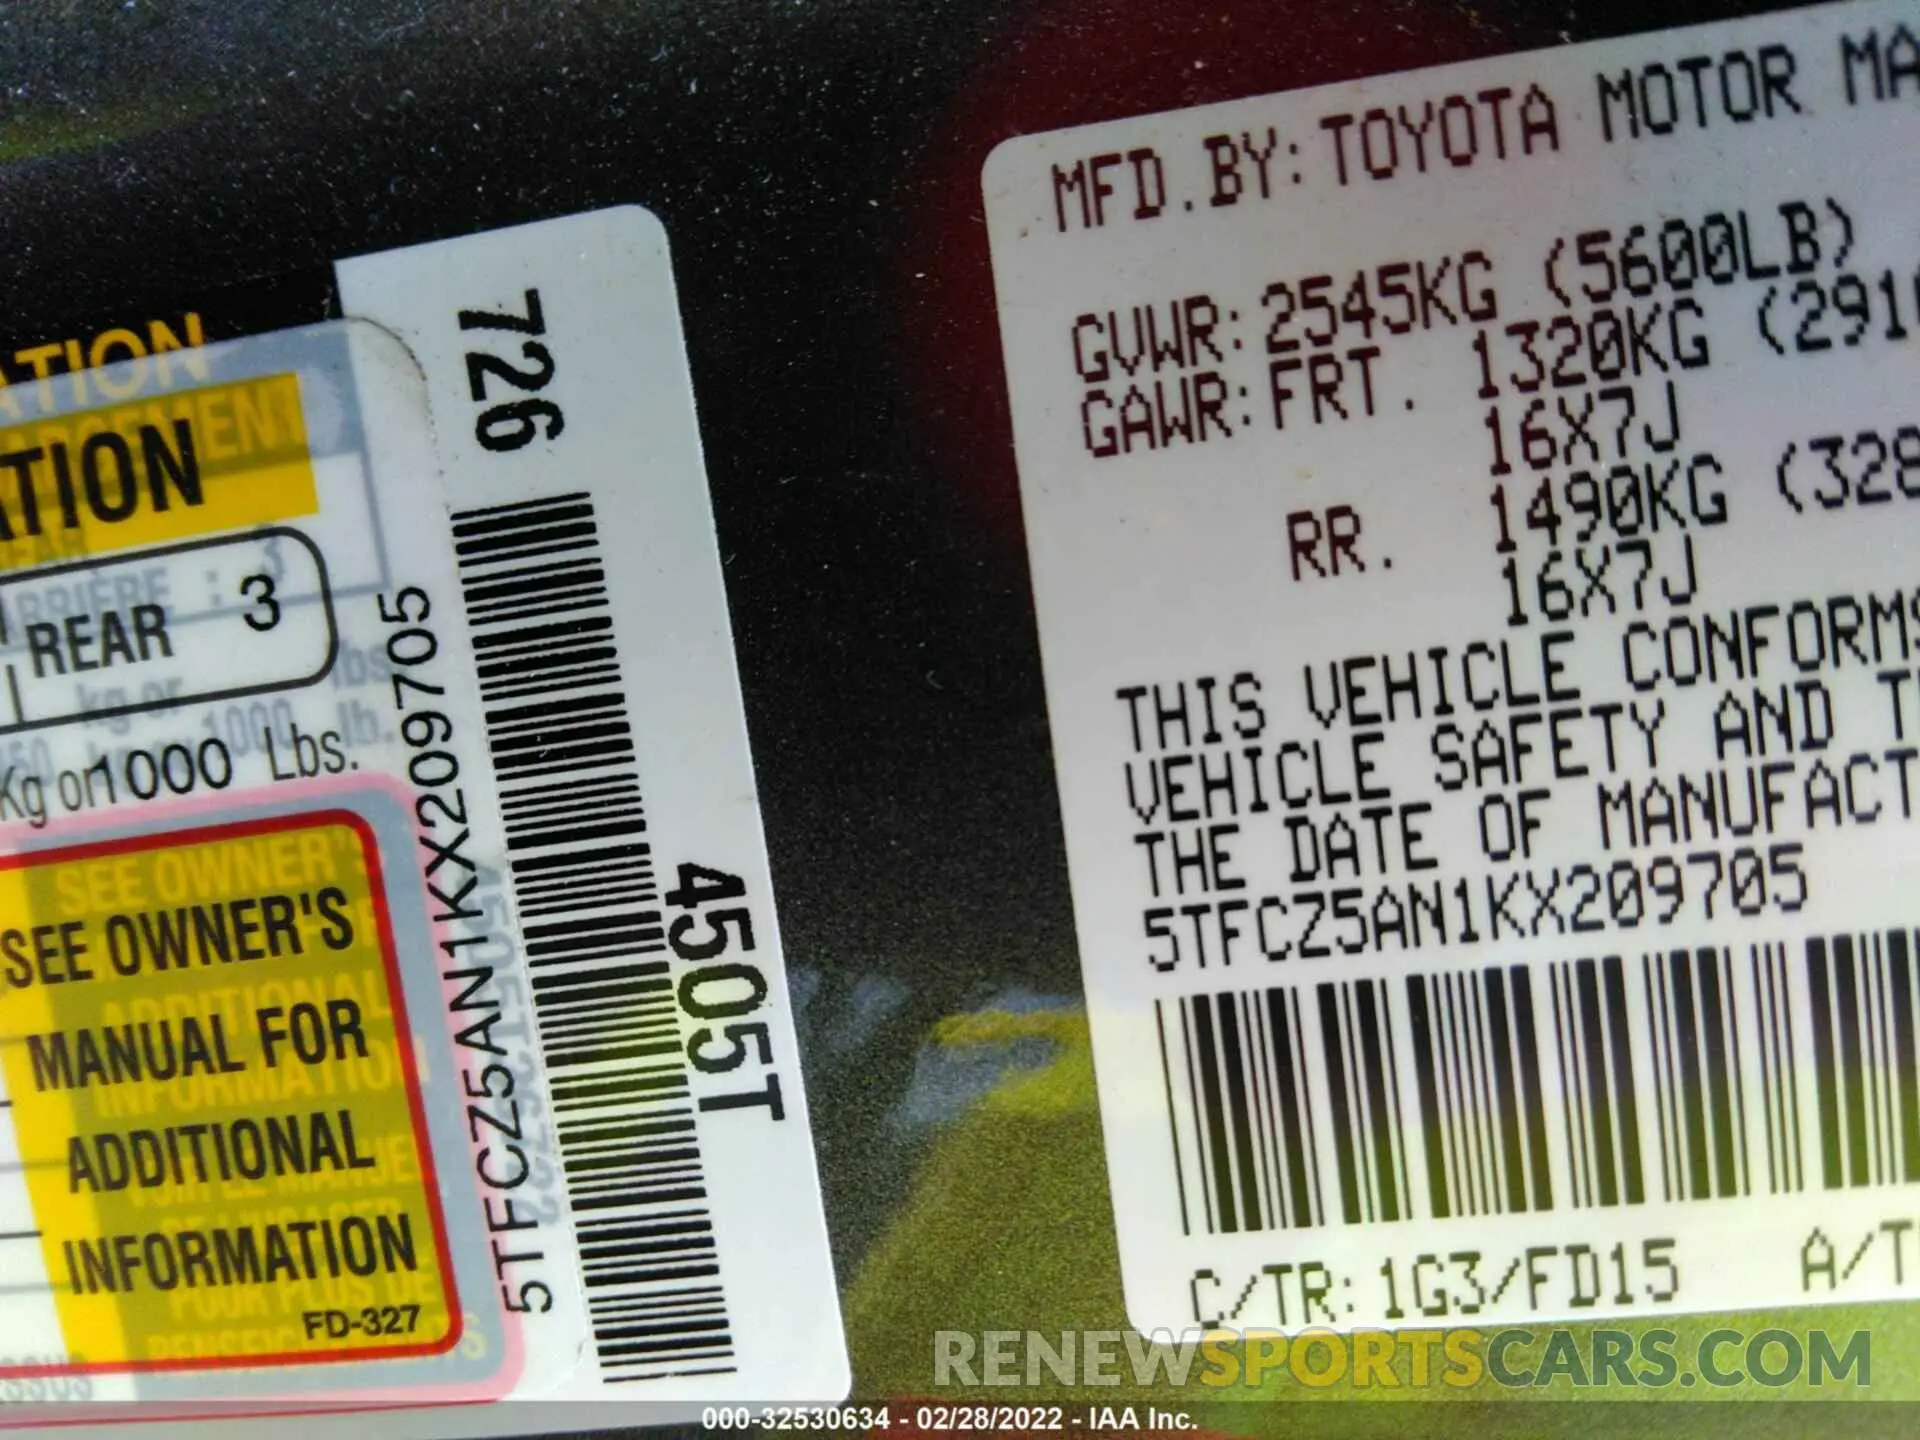 ATION
ATION
REAR 3
Kg or 1000 Lbs.
SEE OWNER'S
MANUAL FOR
ADDITIONAL
INFORMATION
FD-327
5TFCZ5AN1KX209705
726
4505T
MFD.BY:TOYOTA MOTOR MA
GVWR:2545KG (5600LB)
GAWR:FRT. 1320KG (291
16X7J
RR. 1490KG (328
16X7J
THIS VEHICLE CONFORMS
VEHICLE SAFETY AND T
THE DATE OF MANUFACT
5TFCZ5AN1KX209705
C/TR:1G3/FD15 A/T
RENEWSPORTSCARS.COM
000-32530634 - 02/28/2022 - IAA Inc.